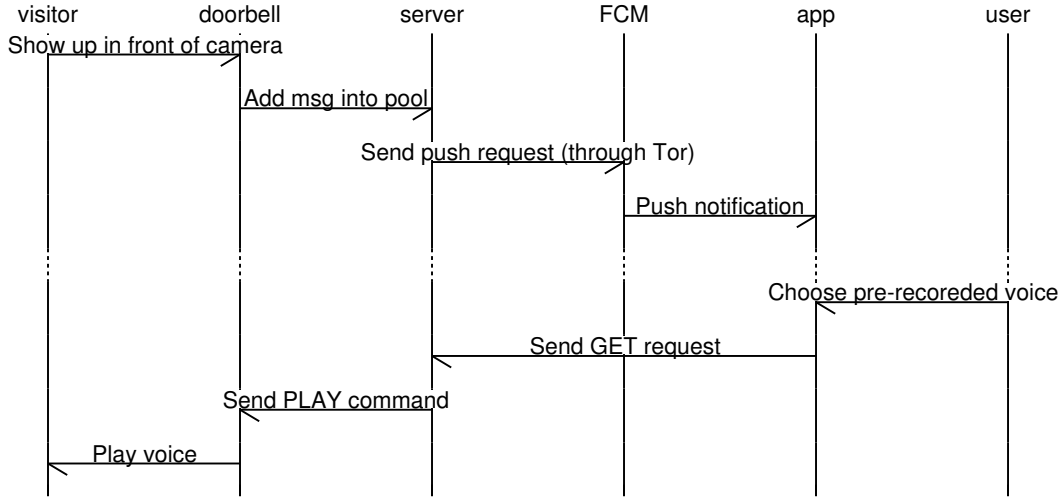 visitor doorbell server FCM app user
Show up in front of camera
Add msg into pool
Send push request (through Tor)
Push notification
Choose pre-recoreded voice
Send GET request
Send PLAY command
Play voice